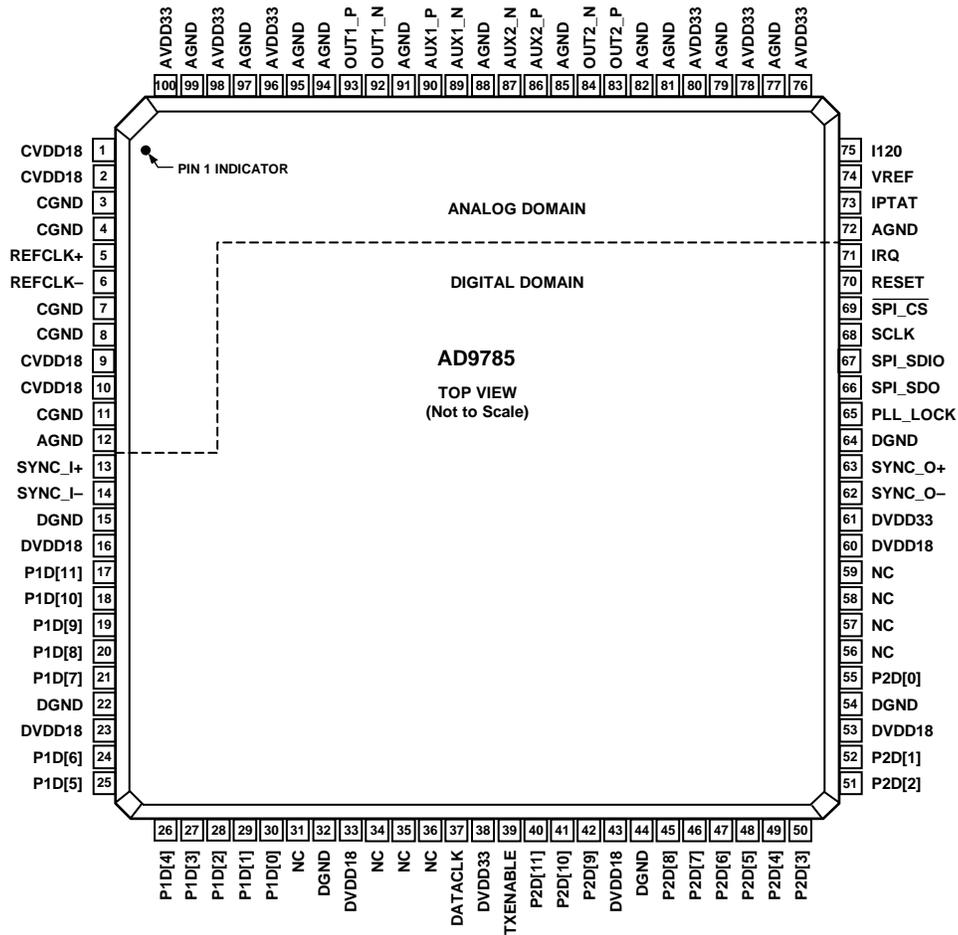 AVDD33
AGND
AVDD33
AGND
AVDD33
AGND
AGND
OUT1_P
OUT1_N
AGND
AUX1_P
AUX1_N
AGND
AUX2_N
AUX2_P
AGND
OUT2_N
OUT2_P
AGND
AGND
AVDD33
AGND
AVDD33
AGND
AVDD33
100 99 98 97 96 95 94 93 92 91 90 89 88 87 86 85 84 83 82 81 80 79 78 77 76
CVDD18 1
CVDD18 2
CGND 3
CGND 4
REFCLK+ 5
REFCLK– 6
CGND 7
CGND 8
CVDD18 9
CVDD18 10
CGND 11
AGND 12
SYNC_I+ 13
SYNC_I– 14
DGND 15
DVDD18 16
P1D[11] 17
P1D[10] 18
P1D[9] 19
P1D[8] 20
P1D[7] 21
DGND 22
DVDD18 23
P1D[6] 24
P1D[5] 25
PIN 1 INDICATOR
ANALOG DOMAIN
DIGITAL DOMAIN
AD9785
TOP VIEW
(Not to Scale)
75 I120
74 VREF
73 IPTAT
72 AGND
71 IRQ
70 RESET
69 SPI_CS
68 SCLK
67 SPI_SDIO
66 SPI_SDO
65 PLL_LOCK
64 DGND
63 SYNC_O+
62 SYNC_O–
61 DVDD33
60 DVDD18
59 NC
58 NC
57 NC
56 NC
55 P2D[0]
54 DGND
53 DVDD18
52 P2D[1]
51 P2D[2]
26 27 28 29 30 31 32 33 34 35 36 37 38 39 40 41 42 43 44 45 46 47 48 49 50
P1D[4]
P1D[3]
P1D[2]
P1D[1]
P1D[0]
NC
DGND
DVDD18
NC
NC
NC
DATACLK
DVDD33
TXENABLE
P2D[11]
P2D[10]
P2D[9]
DVDD18
DGND
P2D[8]
P2D[7]
P2D[6]
P2D[5]
P2D[4]
P2D[3]